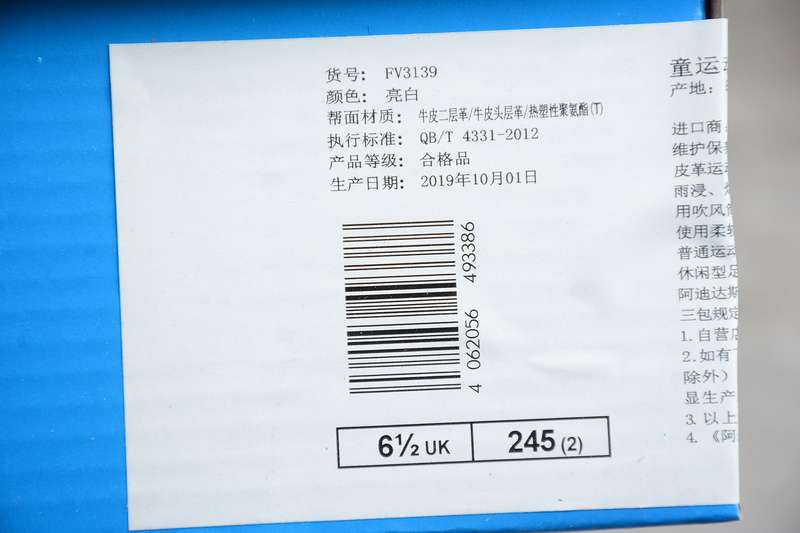 货号： FV3139
颜色： 亮白
帮面材质： 牛皮二层革/牛皮头层革/热塑性聚氨酯(T)
执行标准： QB/T 4331-2012
产品等级： 合格品
生产日期： 2019年10月01日
4 062056 493386
6½ UK
245 (2)
童运动
产地：
进口商
维护保养
皮革运
雨浸、
用吹风
使用柔软
普通运动
休闲型足
阿迪达斯
三包规定
1.自营店
2.如有
除外）
显生产
3.以上
4.《阿